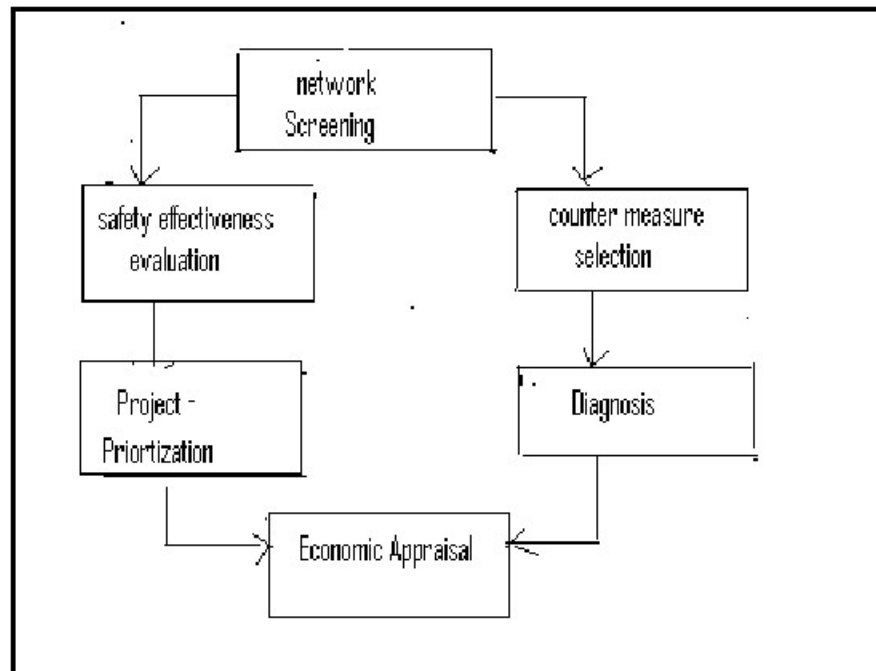 network
Screening
safety effectiveness
evaluation
counter measure
selection
Project -
Priortization
Diagnosis
Economic Appraisal